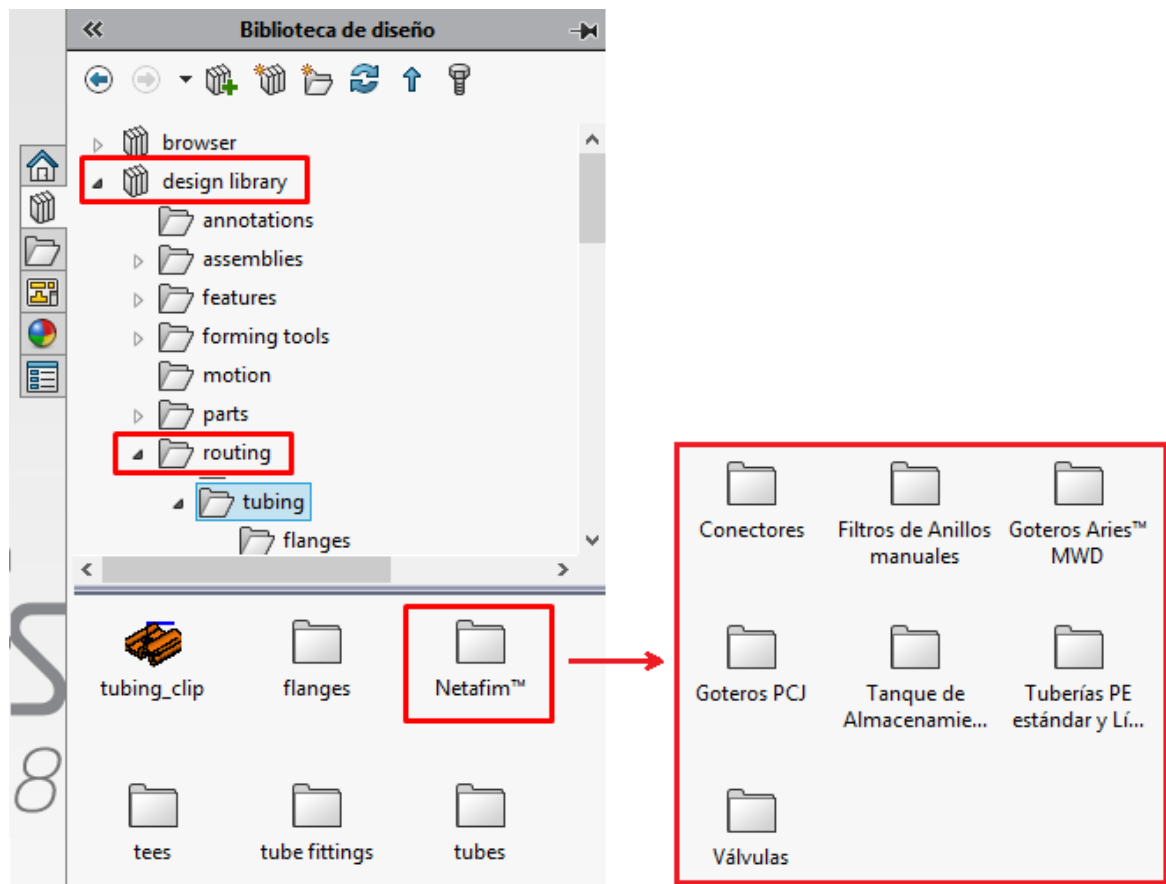 Biblioteca de diseño
browser
design library
annotations
assemblies
features
forming tools
motion
parts
routing
tubing
flanges
tubing_clip
flanges
Netafim™
tees
tube fittings
tubes
Conectores
Filtros de Anillos
manuales
Goteros Aries™
MWD
Goteros PCJ
Tanque de
Almacenamie...
Tuberías PE
estándar y Lí...
Válvulas
S
8